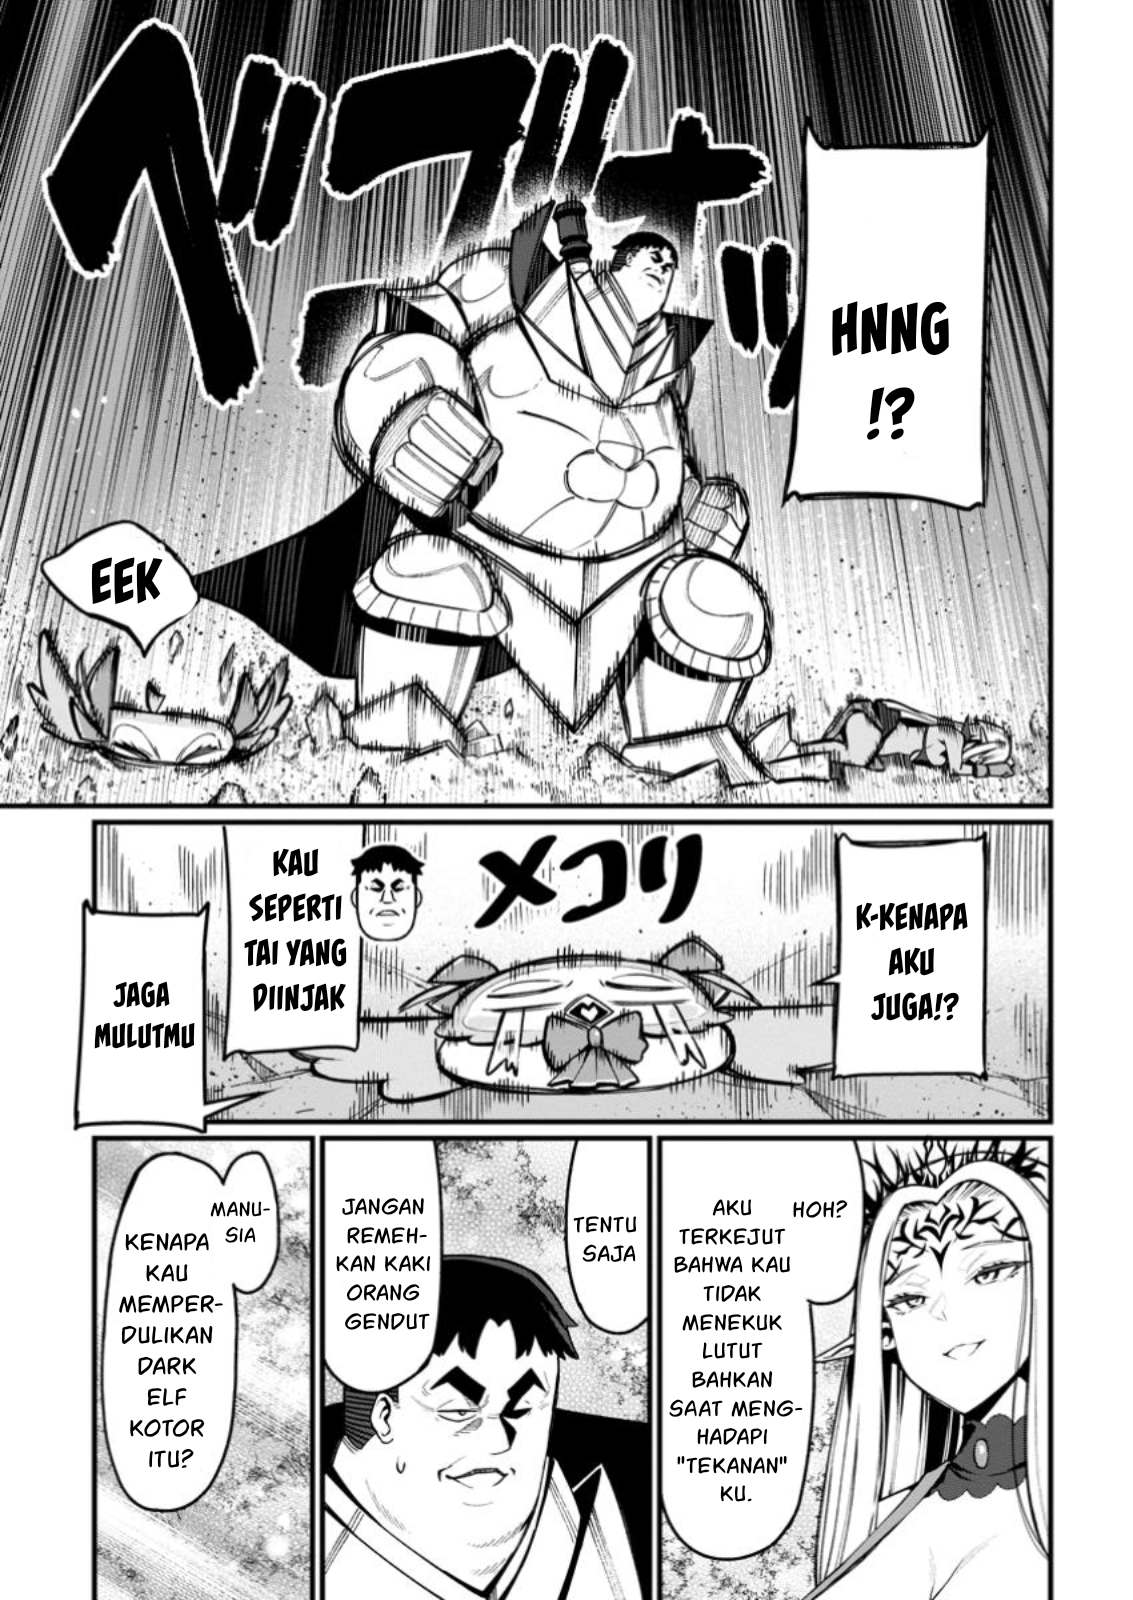 HNNG
!?
ベコォッ
EEK
K-KENAPA
AKU
JUGA!?
メコリ
KAU
SEPERTI
TAI YANG
DIINJAK
JAGA
MULUTMU
HOH?
AKU
TERKEJUT
BAHWA KAU
TIDAK
MENEKUK
LUTUT
BAHKAN
SAAT MENG-
HADAPI
"TEKANAN"
KU.
TENTU
SAJA
JANGAN
REMEH-
KAN KAKI
ORANG
GENDUT
MANU-
SIA
KENAPA
KAU
MEMPER-
DULIKAN
DARK
ELF
KOTOR
ITU?